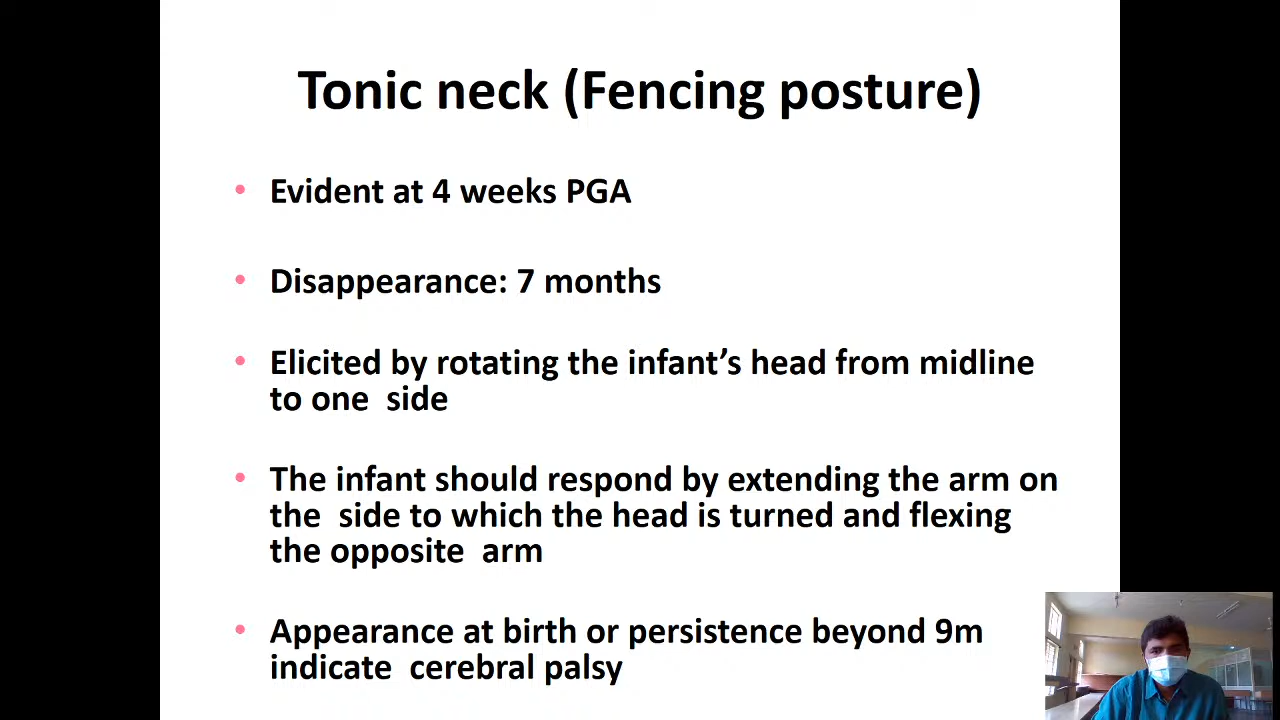 Tonic neck (Fencing posture)
• Evident at 4 weeks PGA
• Disappearance: 7 months
• Elicited by rotating the infant’s head from midline
to one  side
• The infant should respond by extending the arm on
the  side to which the head is turned and flexing
the opposite  arm
• Appearance at birth or persistence beyond 9m
indicate  cerebral palsy